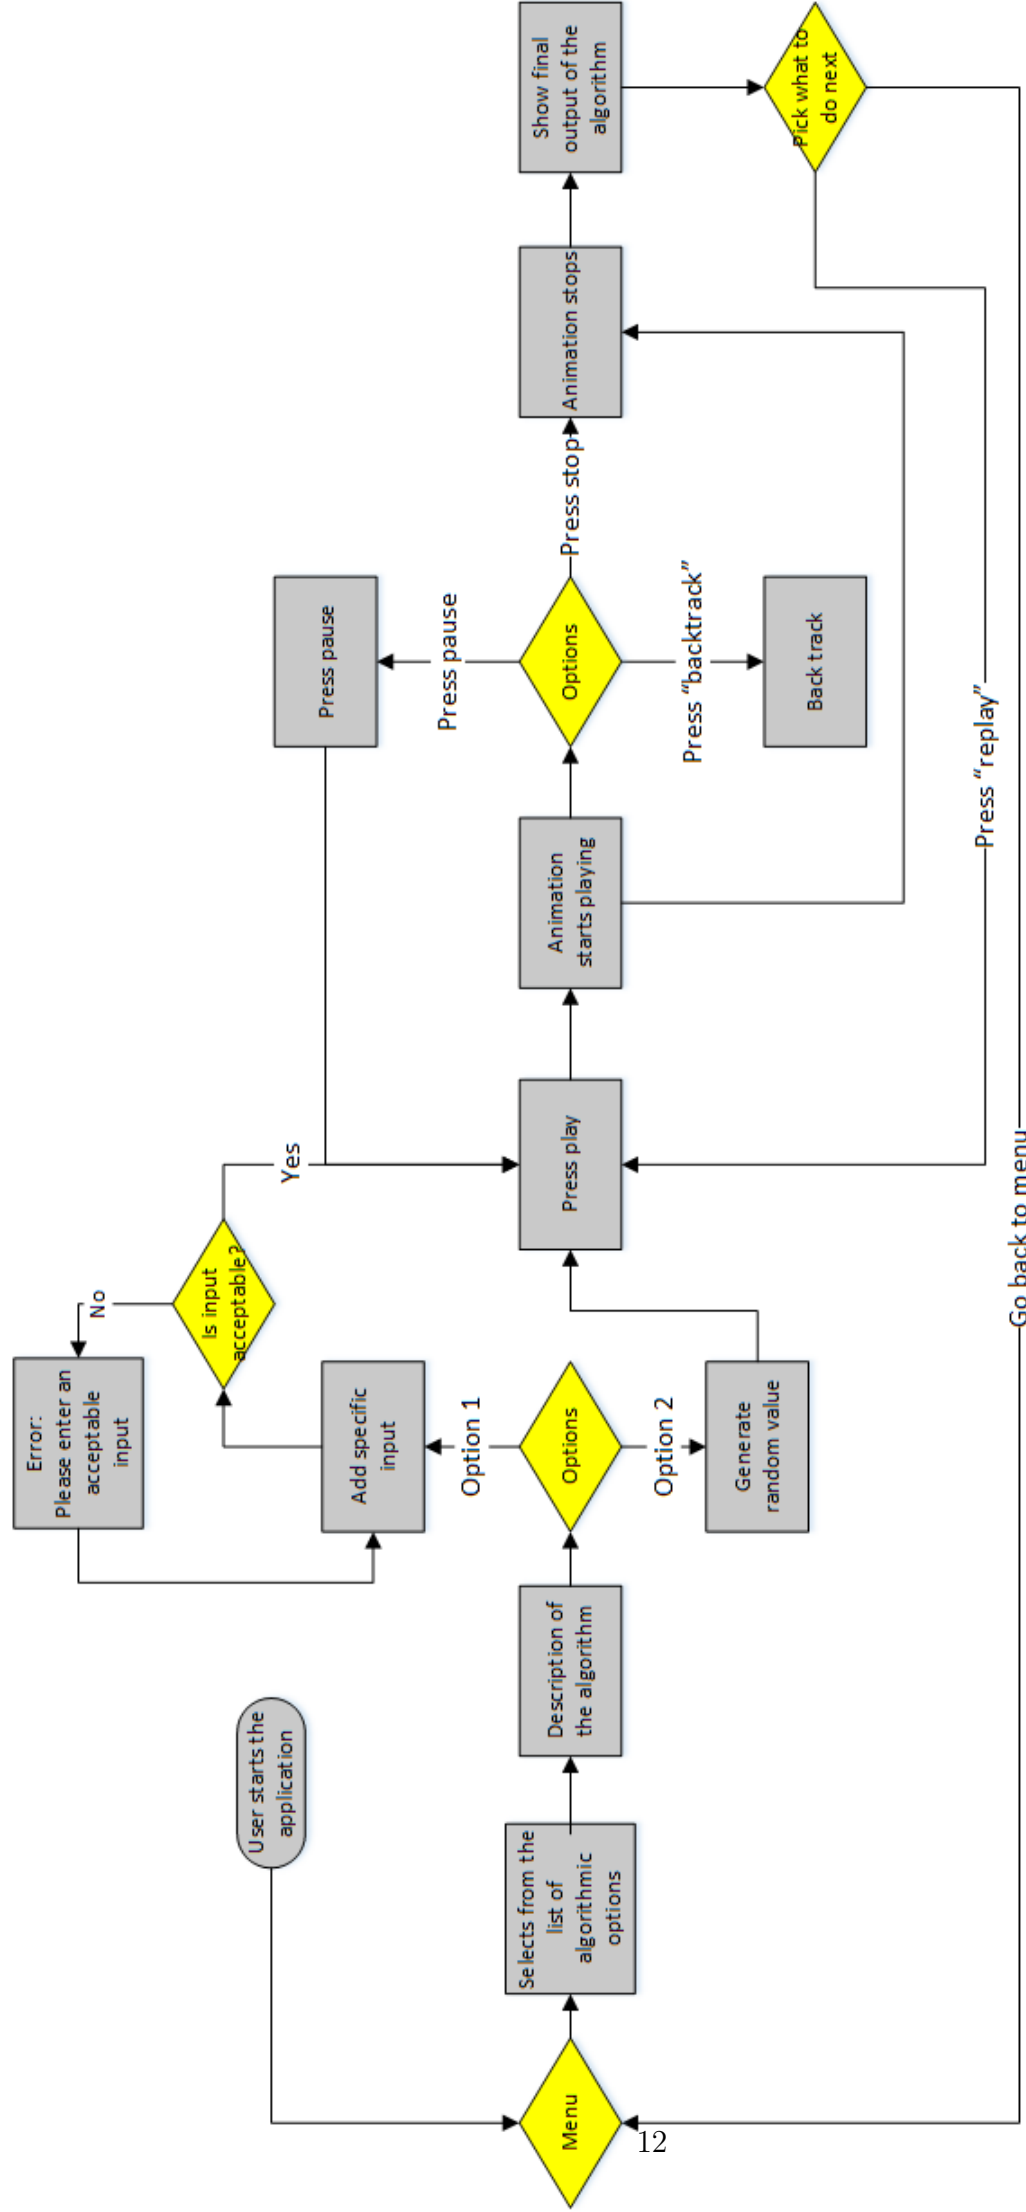 User starts the
application
Menu
Selects from the
list of
algorithmic
options
Description of
the algorithm
Options
Option 1
Option 2
Add specific
input
Generate
random value
Is input
acceptable?
No
Yes
Error:
Please enter an
acceptable
input
Press play
Animation
starts playing
Options
Press pause
Press pause
Press "backtrack"
Back track
Press stop
Animation stops
Show final
output of the
algorithm
Pick what to
do next
Press "replay"
Go back to menu
12